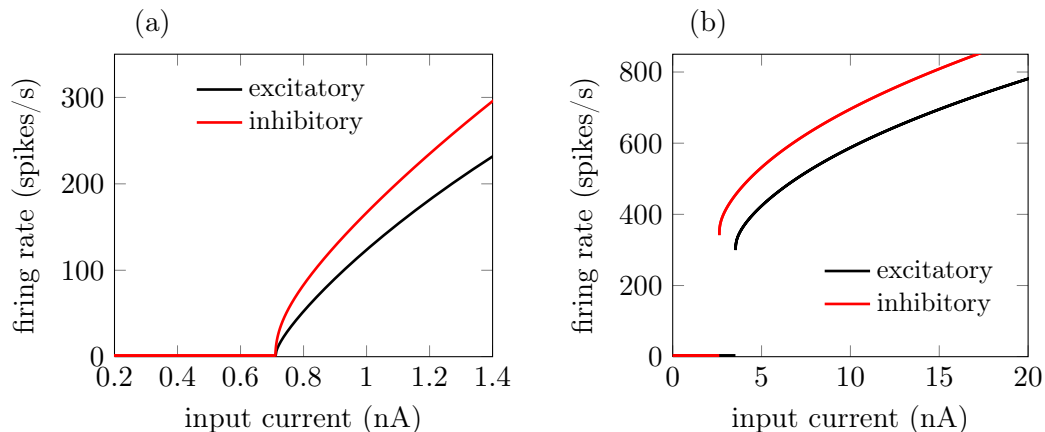 (a)
firing rate (spikes/s)
300
200
100
0
excitatory
inhibitory
0.2 0.4 0.6 0.8 1 1.2 1.4
input current (nA)
(b)
firing rate (spikes/s)
800
600
400
200
0
excitatory
inhibitory
0 5 10 15 20
input current (nA)